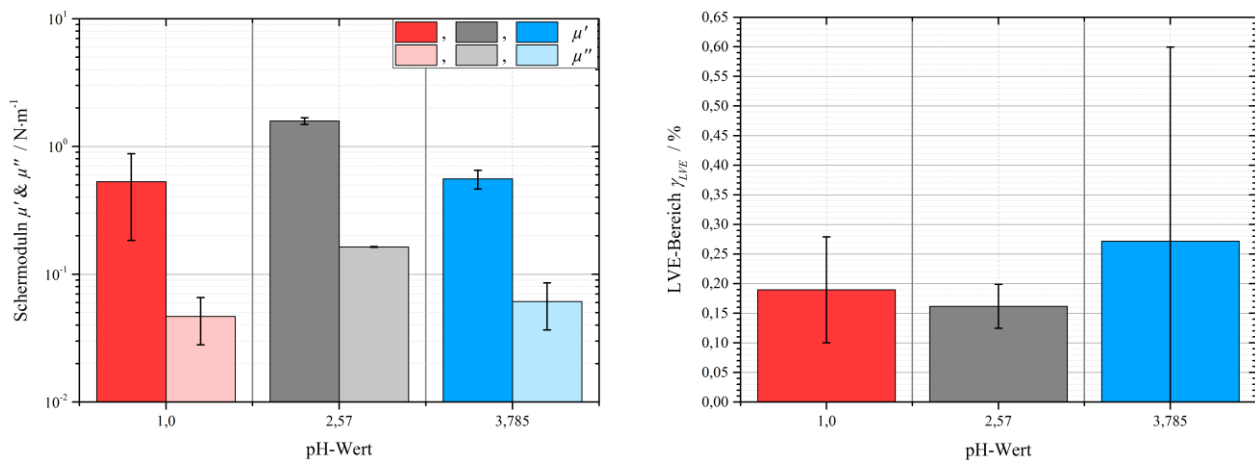 Schermoduln μ' & μ'' / N·m⁻¹
10¹
10⁰
10⁻¹
10⁻²
, , μ'
, , μ''
1,0 2,57 3,785
pH-Wert
LVE-Bereich γLVE / %
0,65
0,60
0,55
0,50
0,45
0,40
0,35
0,30
0,25
0,20
0,15
0,10
0,05
0,00
1,0 2,57 3,785
pH-Wert